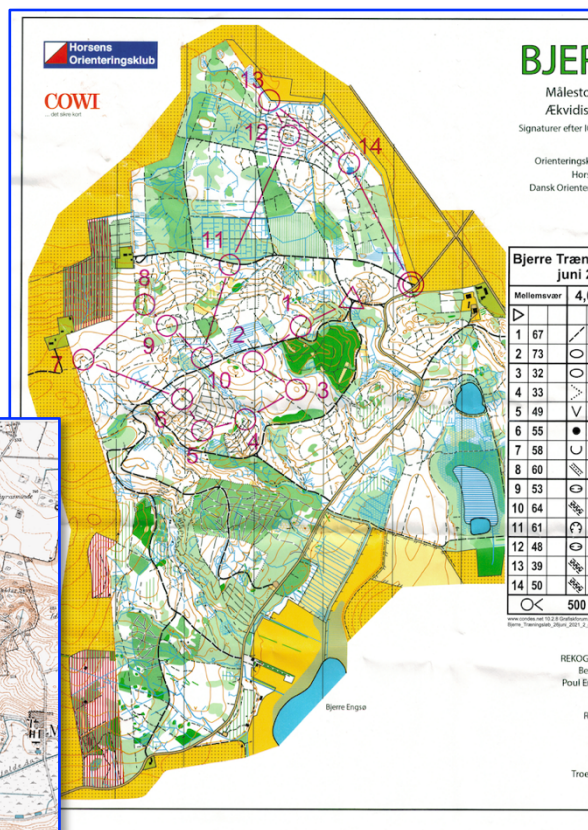 Horsens
Orienteringsklub
COWI
... det sikre kort
BJER
Målesto
Ækvidis
Signaturer efter I
Orienteringsk
Hors
Dansk Oriente
Bjerre Træn
juni 2
Mellemsvær 4,
1 67
2 73
3 32
4 33
5 49
6 55
7 58
8 60
9 53
10 64
11 61
12 48
13 39
14 50
500
REKOG
Be
Poul E
R
Troe
Bjerre Engsø
13
12
14
11
8
1
9
2
7
10
3
6
4
5